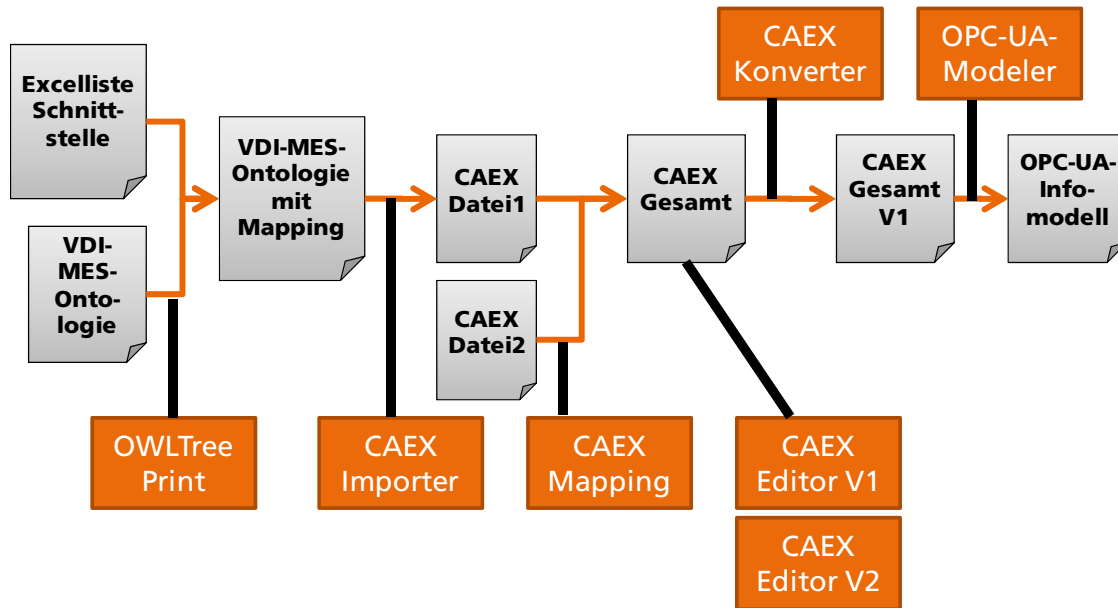 CAEX
Konverter
OPC-UA-
Modeler
Excelliste
Schnitt-
stelle
VDI-MES-
Ontologie
mit
Mapping
CAEX
Datei1
CAEX
Gesamt
CAEX
Gesamt
V1
OPC-UA-
Info-
modell
VDI-
MES-
Onto-
logie
CAEX
Datei2
OWLTree
Print
CAEX
Importer
CAEX
Mapping
CAEX
Editor V1
CAEX
Editor V2